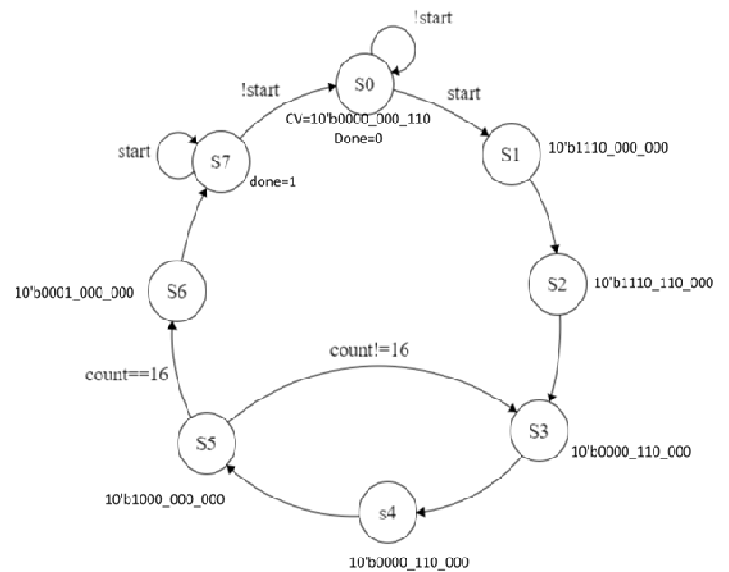 !start
S0
CV=10'b0000_000_110
Done=0
start
!start
start
S7
done=1
S1
10'b1110_000_000
S2
10'b1110_110_000
S6
10'b0001_000_000
count!=16
count==16
S3
10'b0000_110_000
S5
10'b1000_000_000
s4
10'b0000_110_000